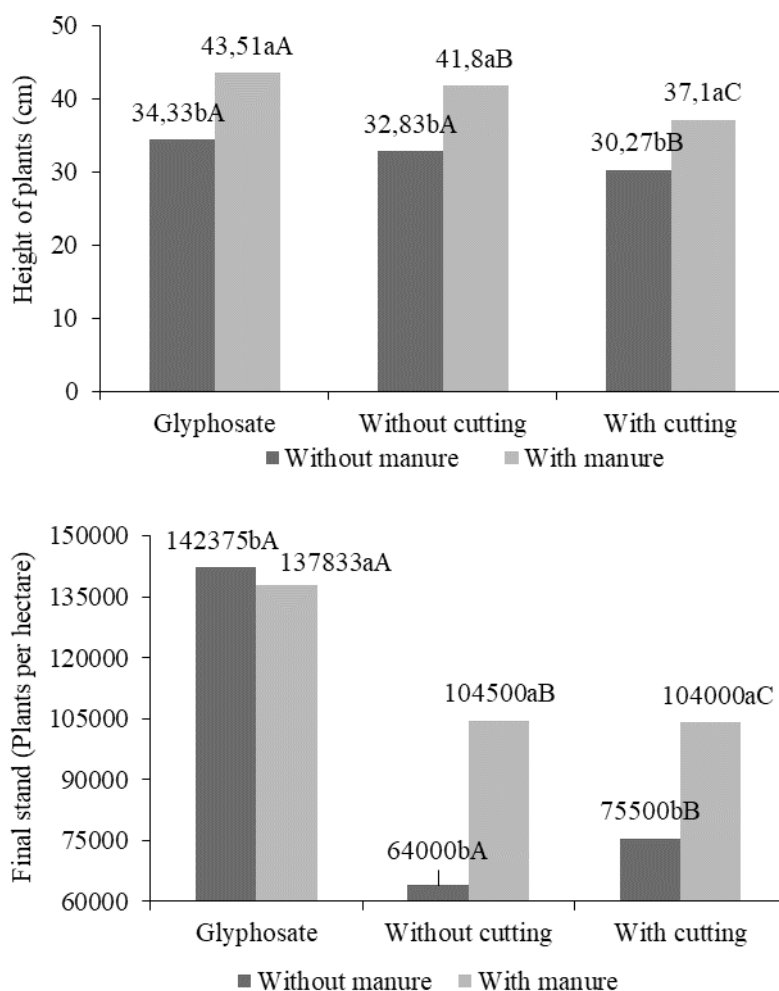 Height of plants (cm)
50
40
30
20
10
0
34,33bA
43,51aA
32,83bA
41,8aB
30,27bB
37,1aC
Glyphosate
Without cutting
With cutting
Without manure
With manure
Final stand (Plants per hectare)
150000
135000
120000
105000
90000
75000
60000
142375bA
137833aA
64000bA
104500aB
75500bB
104000aC
Glyphosate
Without cutting
With cutting
Without manure
With manure